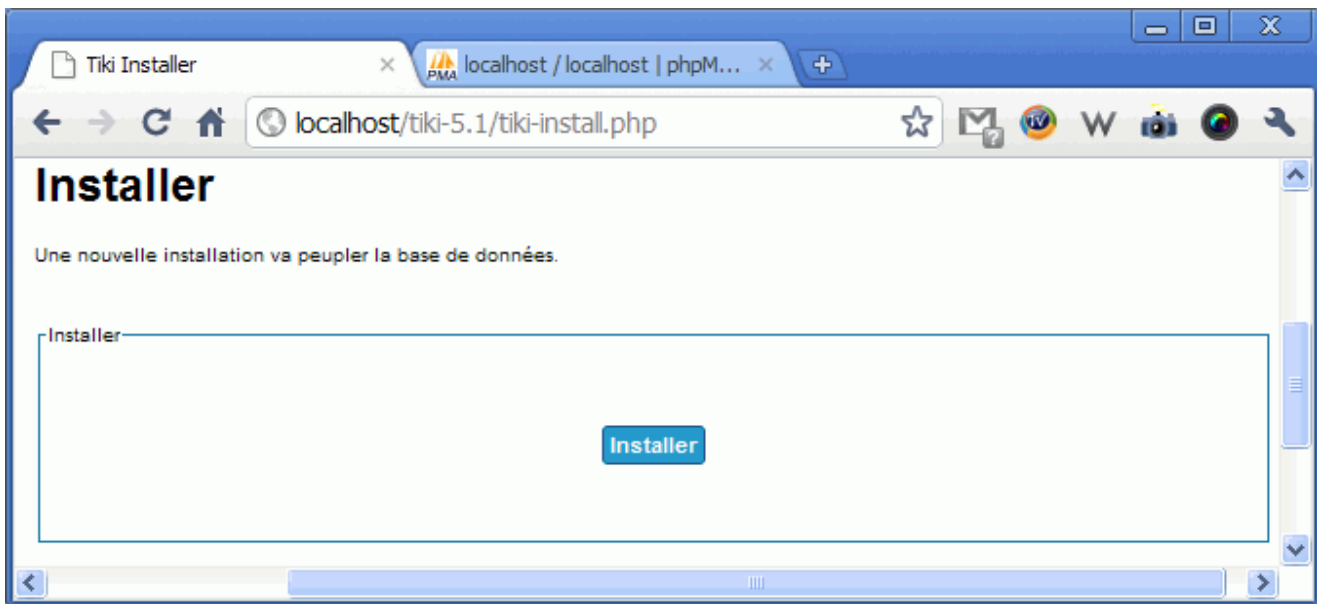 Tiki Installer
PMA localhost / localhost | phpM...
localhost/tiki-5.1/tiki-install.php
Installer
Une nouvelle installation va peupler la base de données.
Installer
Installer